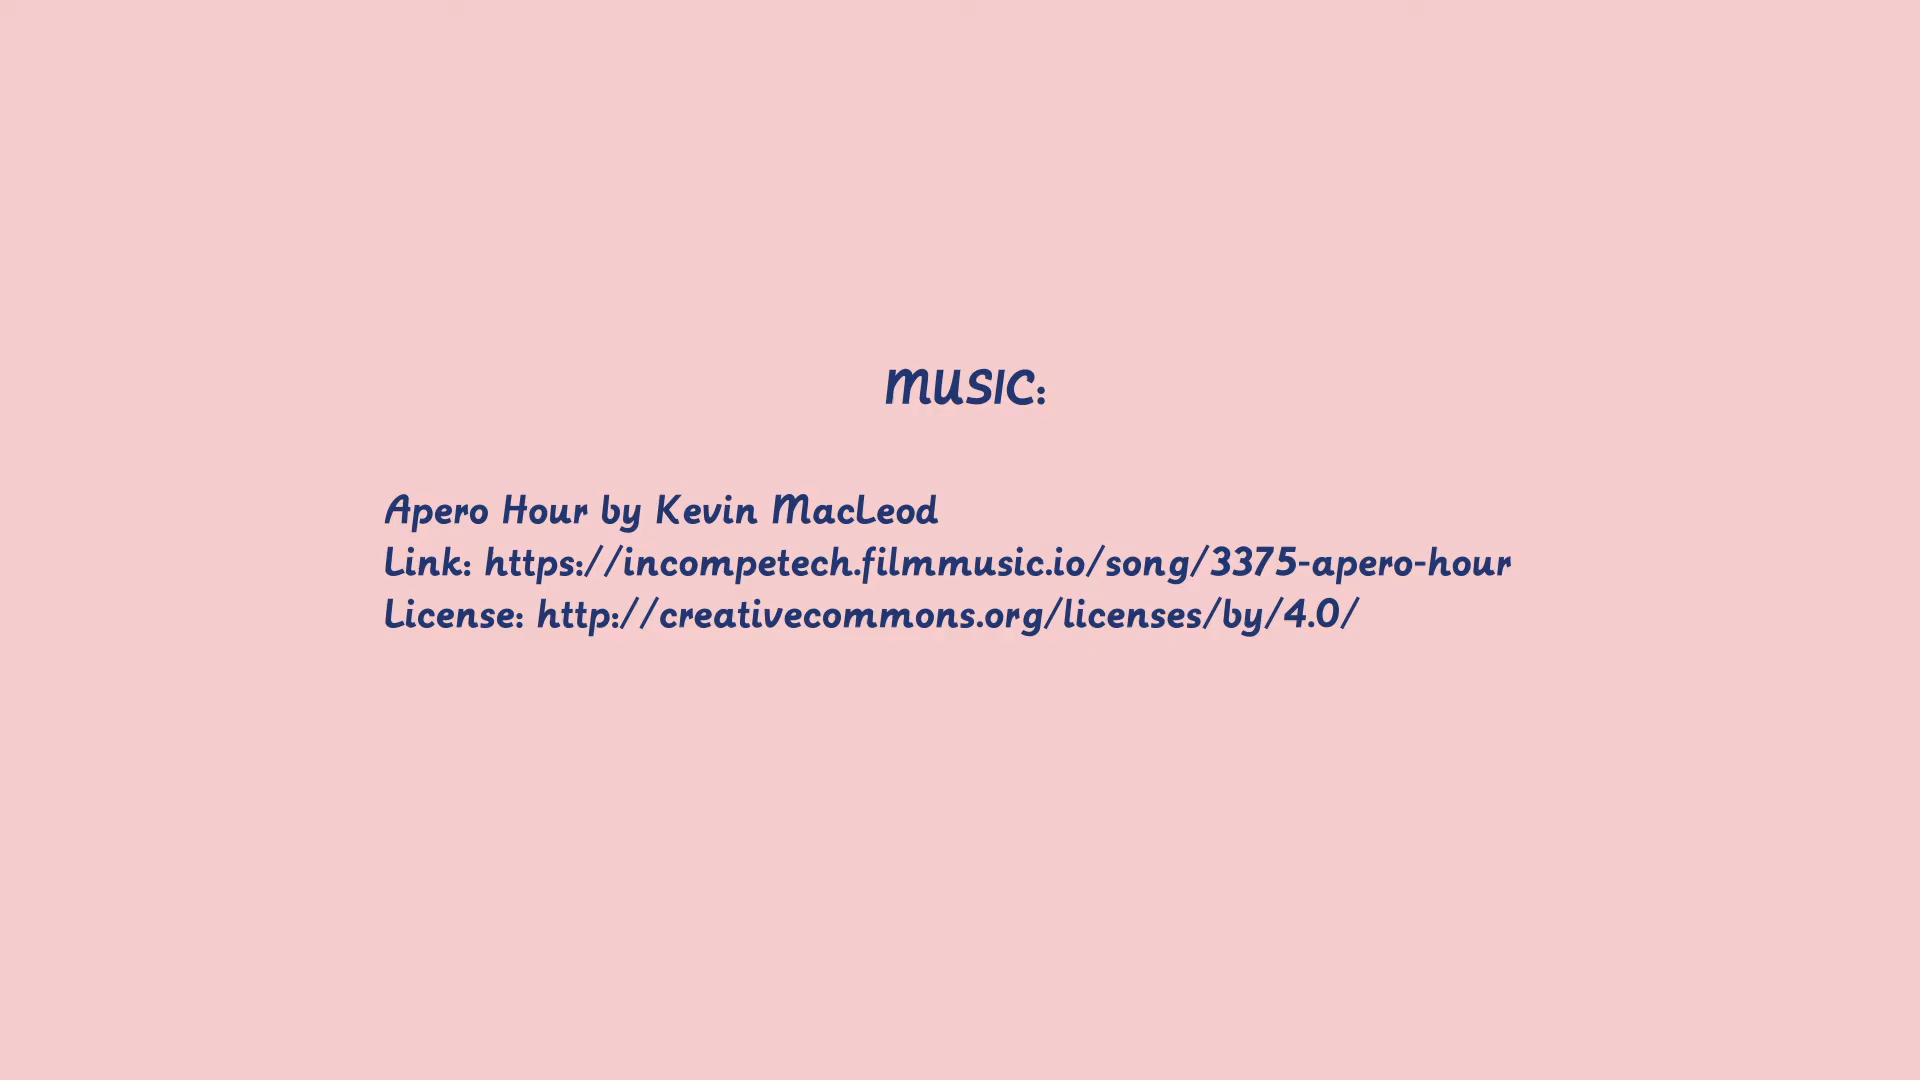 MUSIC:
Apero Hour by Kevin MacLeod
Link: https://incompetech.filmmusic.io/song/3375-apero-hour
License: http://creativecommons.org/licenses/by/4.0/